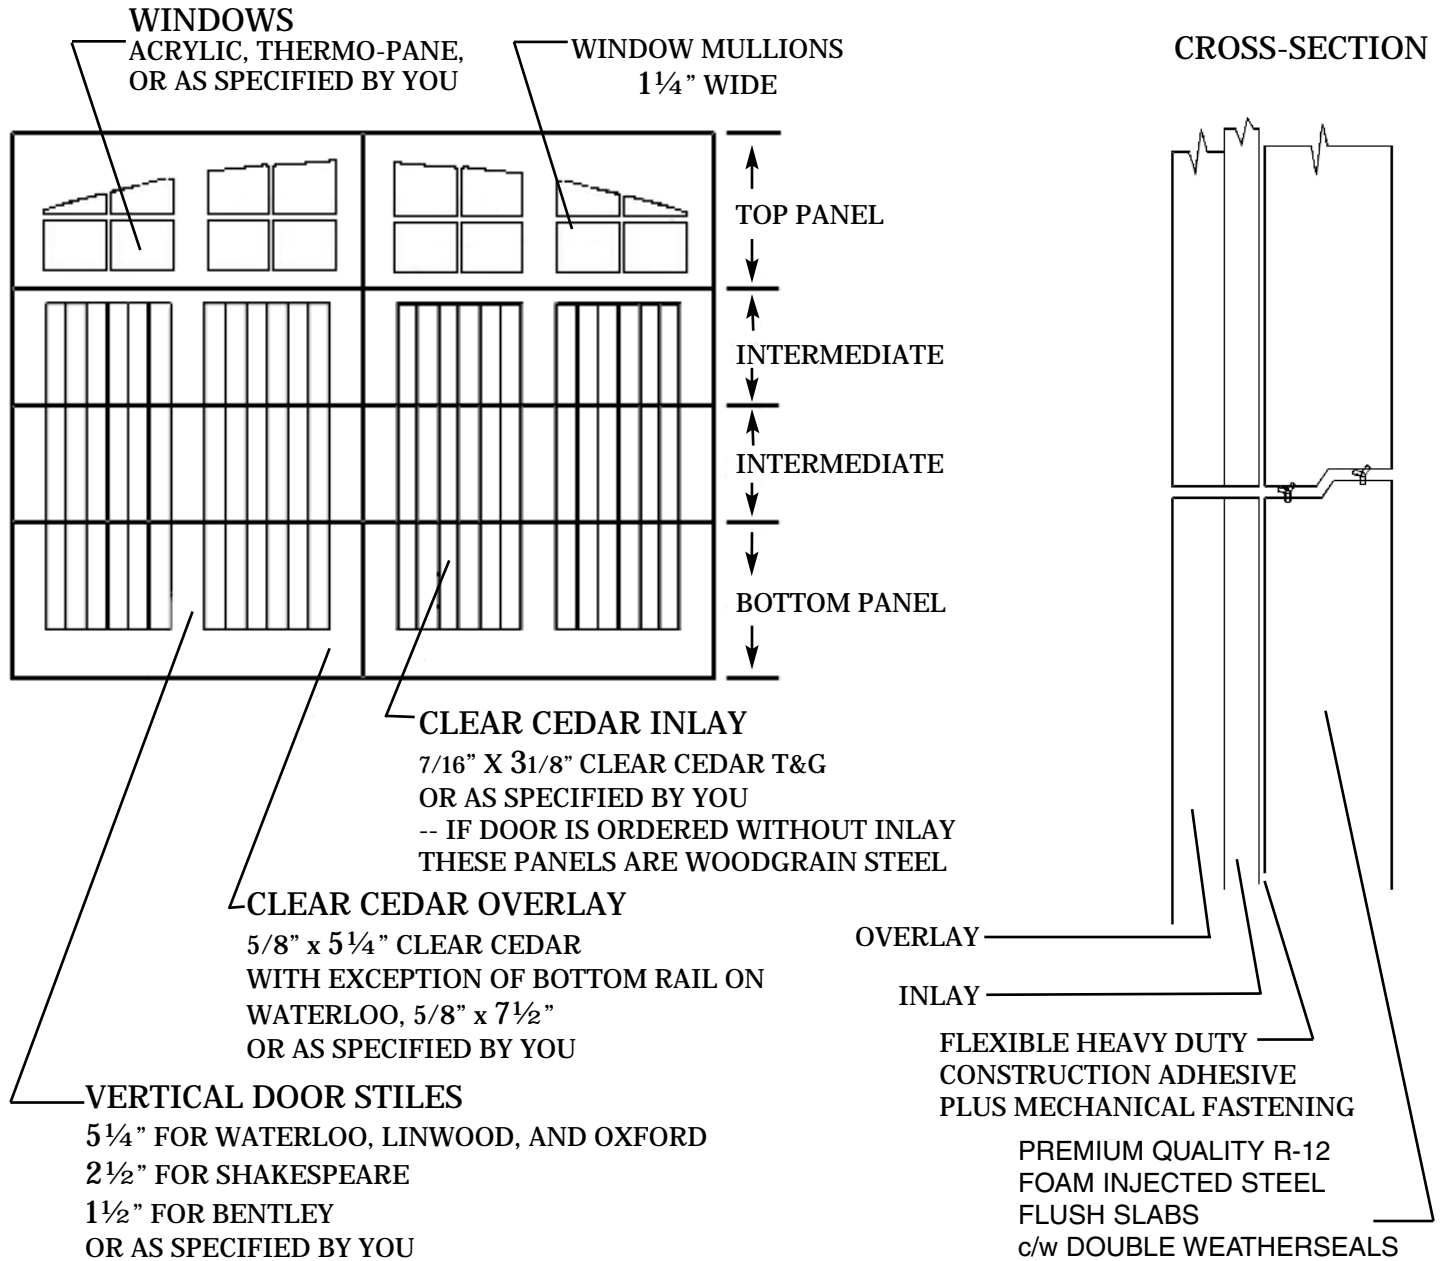 WINDOWS
ACRYLIC, THERMO-PANE,
OR AS SPECIFIED BY YOU
WINDOW MULLIONS
1¼” WIDE
CROSS-SECTION
TOP PANEL
INTERMEDIATE
INTERMEDIATE
BOTTOM PANEL
CLEAR CEDAR INLAY
7/16” X 31/8” CLEAR CEDAR T&G
OR AS SPECIFIED BY YOU
-- IF DOOR IS ORDERED WITHOUT INLAY
THESE PANELS ARE WOODGRAIN STEEL
CLEAR CEDAR OVERLAY
5/8” x 5¼” CLEAR CEDAR
WITH EXCEPTION OF BOTTOM RAIL ON
WATERLOO, 5/8” x 7½”
OR AS SPECIFIED BY YOU
VERTICAL DOOR STILES
5¼” FOR WATERLOO, LINWOOD, AND OXFORD
2½” FOR SHAKESPEARE
1½” FOR BENTLEY
OR AS SPECIFIED BY YOU
OVERLAY
INLAY
FLEXIBLE HEAVY DUTY
CONSTRUCTION ADHESIVE
PLUS MECHANICAL FASTENING
PREMIUM QUALITY R-12
FOAM INJECTED STEEL
FLUSH SLABS
c/w DOUBLE WEATHERSEALS